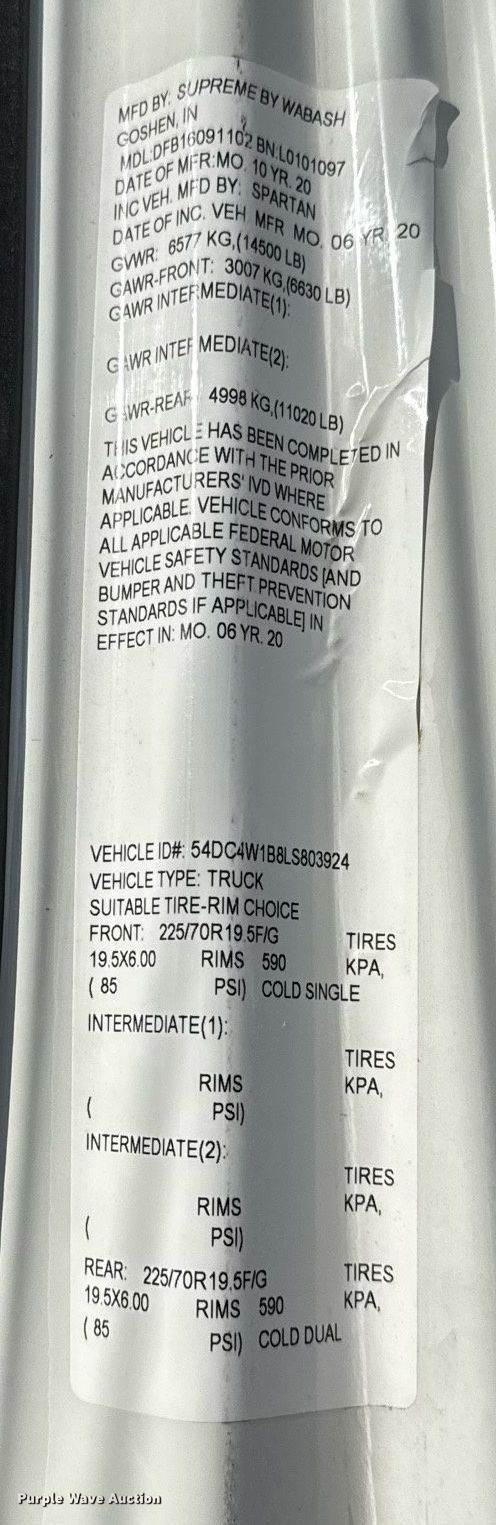 MFD BY: SUPREME BY WABASH
GOSHEN, IN
MDL:DFB16091102 BN:L0101097
DATE OF MFR:MO. 10 YR. 20
INC VEH. MFD BY: SPARTAN
DATE OF INC. VEH MFR MO. 06 YR. 20
GVWR: 6577 KG,(14500 LB)
GAWR-FRONT: 3007 KG,(6630 LB)
GAWR INTERMEDIATE(1):
GAWR INTERMEDIATE(2):
GAWR-REAR 4998 KG,(11020 LB)
THIS VEHICLE HAS BEEN COMPLETED IN
ACCORDANCE WITH THE PRIOR
MANUFACTURERS' IVD WHERE
APPLICABLE. VEHICLE CONFORMS TO
ALL APPLICABLE FEDERAL MOTOR
VEHICLE SAFETY STANDARDS [AND
BUMPER AND THEFT PREVENTION
STANDARDS IF APPLICABLE] IN
EFFECT IN: MO. 06 YR. 20
VEHICLE ID#: 54DC4W1B8LS803924
VEHICLE TYPE: TRUCK
SUITABLE TIRE-RIM CHOICE
FRONT: 225/70R19.5F/G TIRES
19.5X6.00 RIMS 590 KPA,
( 85 PSI) COLD SINGLE
INTERMEDIATE(1):
TIRES
RIMS KPA,
( PSI)
INTERMEDIATE(2):
TIRES
RIMS KPA,
( PSI)
REAR: 225/70R19.5F/G TIRES
19.5X6.00 RIMS 590 KPA,
( 85 PSI) COLD DUAL
Purple Wave Auction